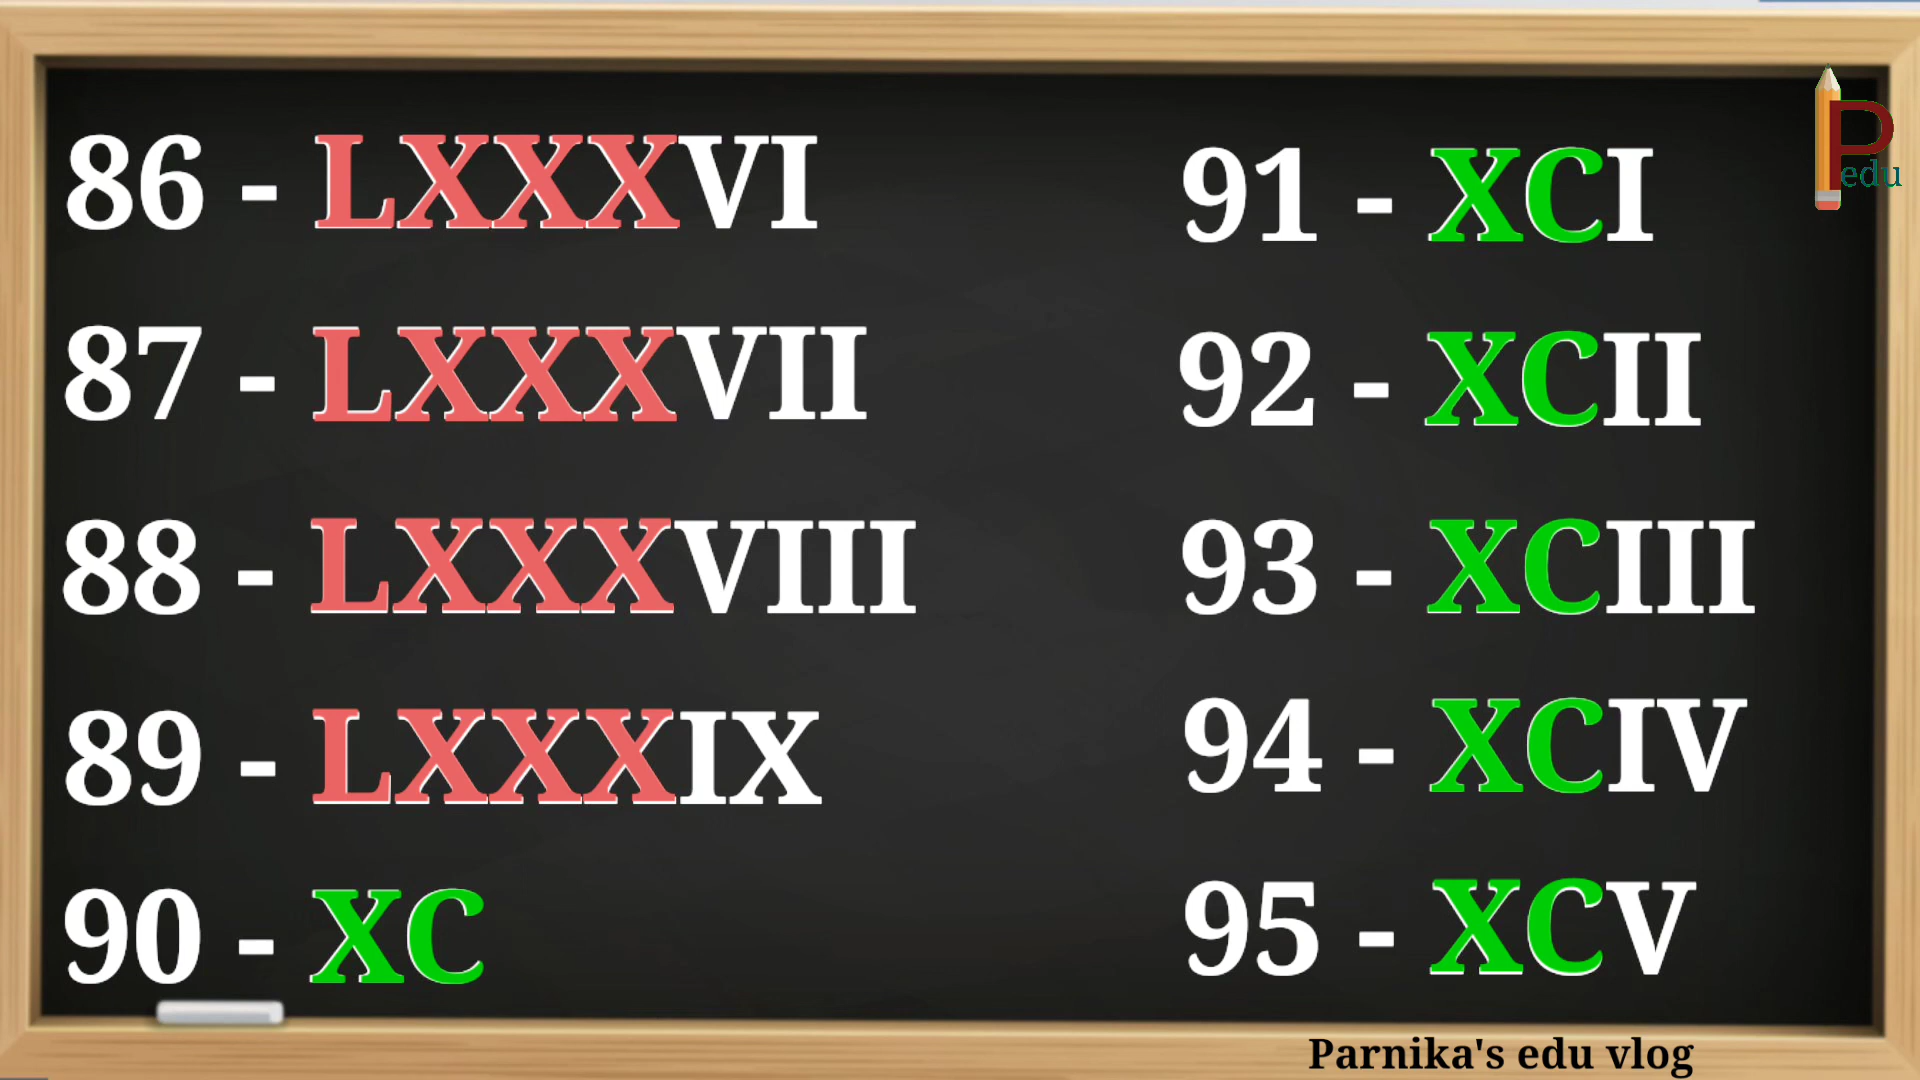 86 - LXXXVI
87 - LXXXVII
88 - LXXXVIII
89 - LXXXIX
90 - XC
91 - XCI
92 - XCII
93 - XCIII
94 - XCIV
95 - XCV
P
edu
Parnika's edu vlog